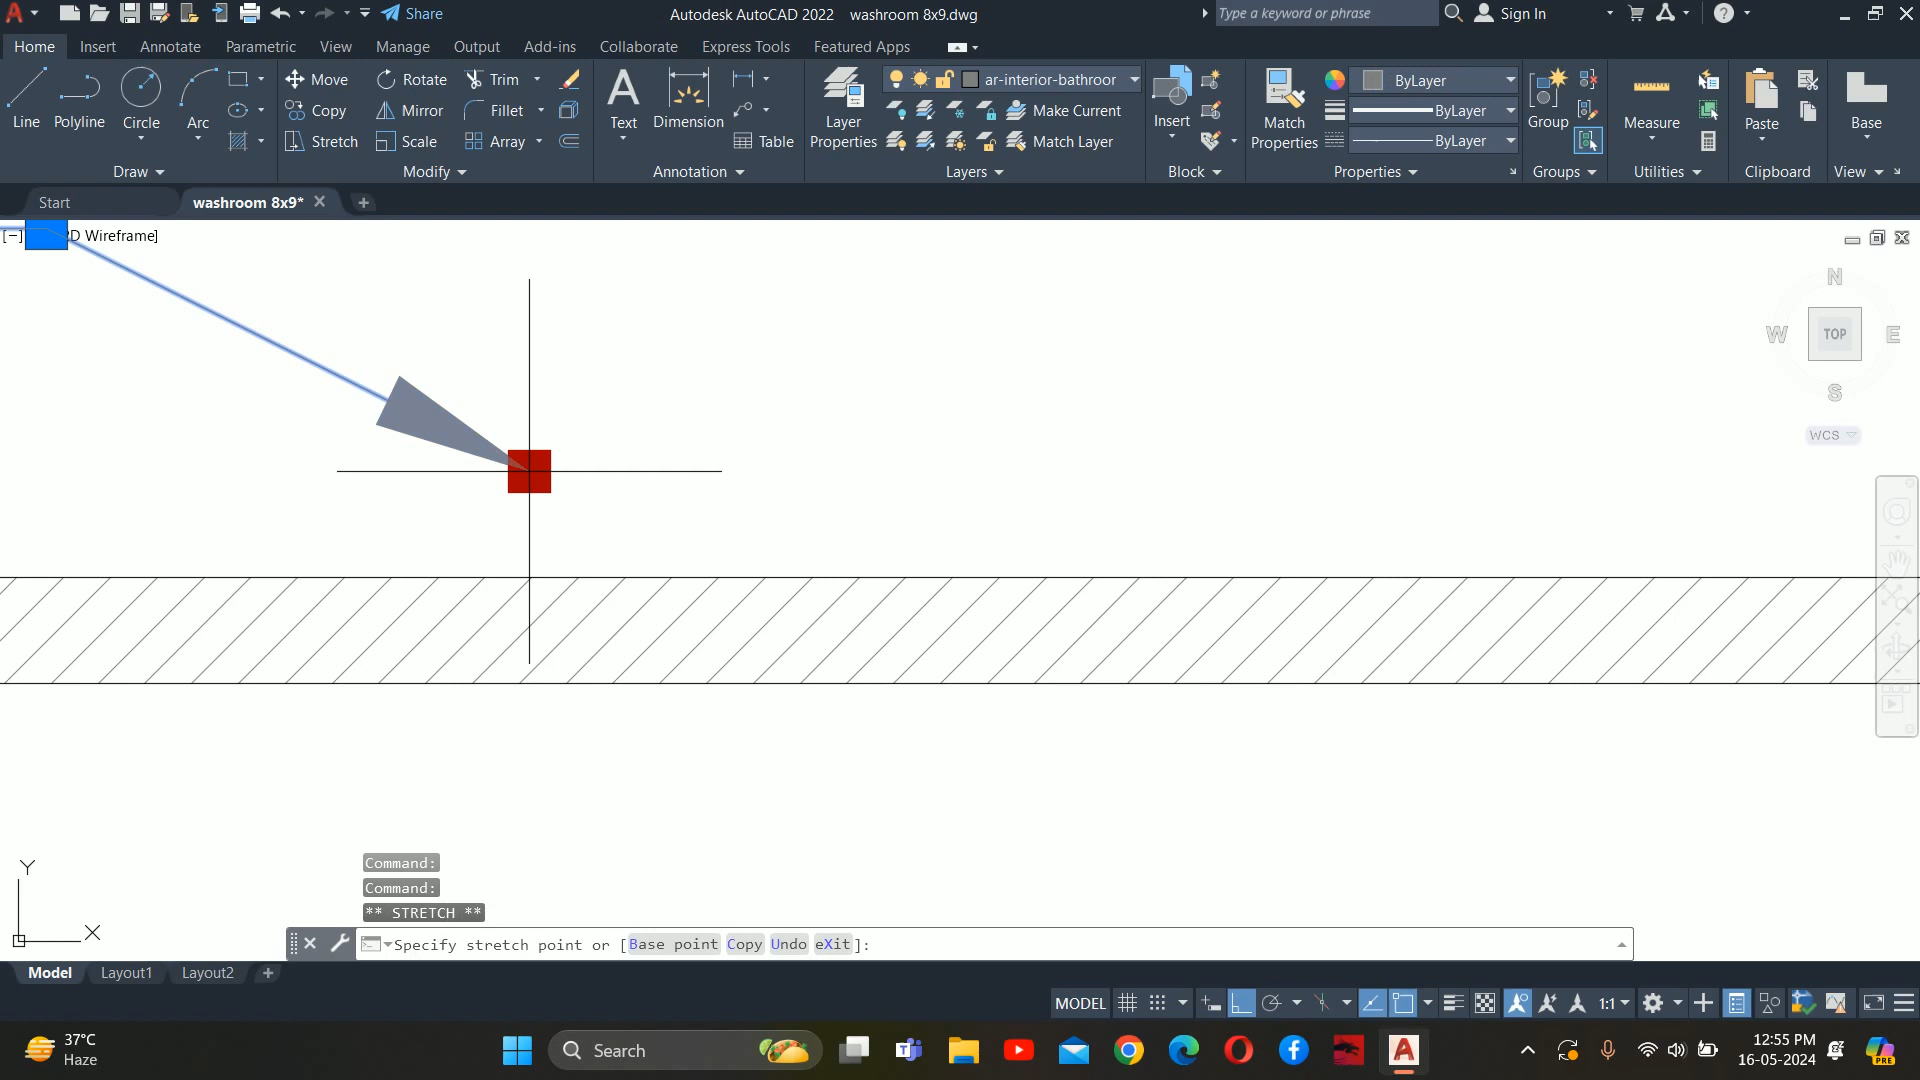 Share
Autodesk AutoCAD 2022 washroom 8x9.dwg
Type a keyword or phrase
Sign In
Home Insert Annotate Parametric View Manage Output Add-ins Collaborate Express Tools Featured Apps
Line Polyline Circle Arc
Move Rotate Trim
Copy Mirror Fillet
Stretch Scale Array
Text Dimension Table
Layer Properties
ar-interior-bathroor
Make Current
Match Layer
Insert
Match Properties
ByLayer
ByLayer
ByLayer
Group Measure Paste Base
Draw Modify Annotation Layers Block Properties Groups Utilities Clipboard View
Start washroom 8x9*
[−] D Wireframe]
N
W TOP E
S
WCS
Y
X
Command:
Command:
** STRETCH **
Specify stretch point or [Base point Copy Undo eXit]:
Model Layout1 Layout2
MODEL 1:1
37°C
Haze
Search
12:55 PM
16-05-2024
PRE